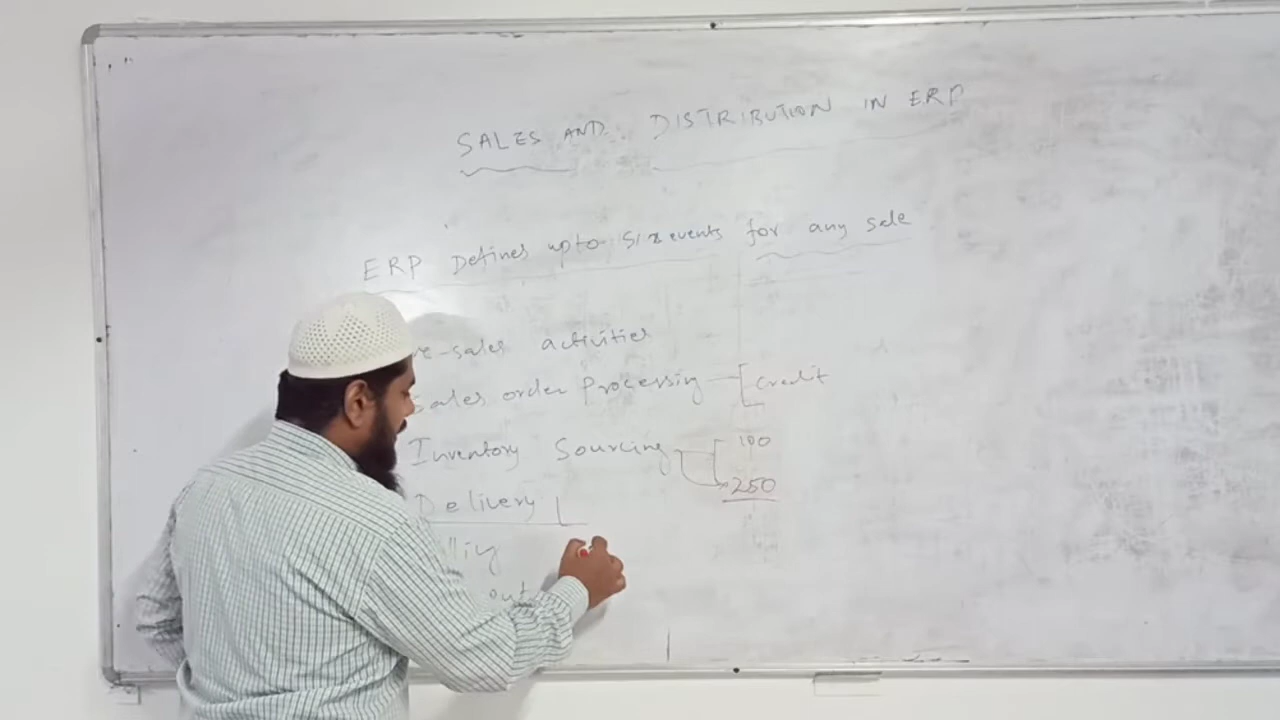 SALES AND DISTRIBUTION IN ERP
ERP Defines upto Six events for any sale
re-sales activities
Sales order Processing [credit
Inventory Sourcing [ 100
250
Delivery